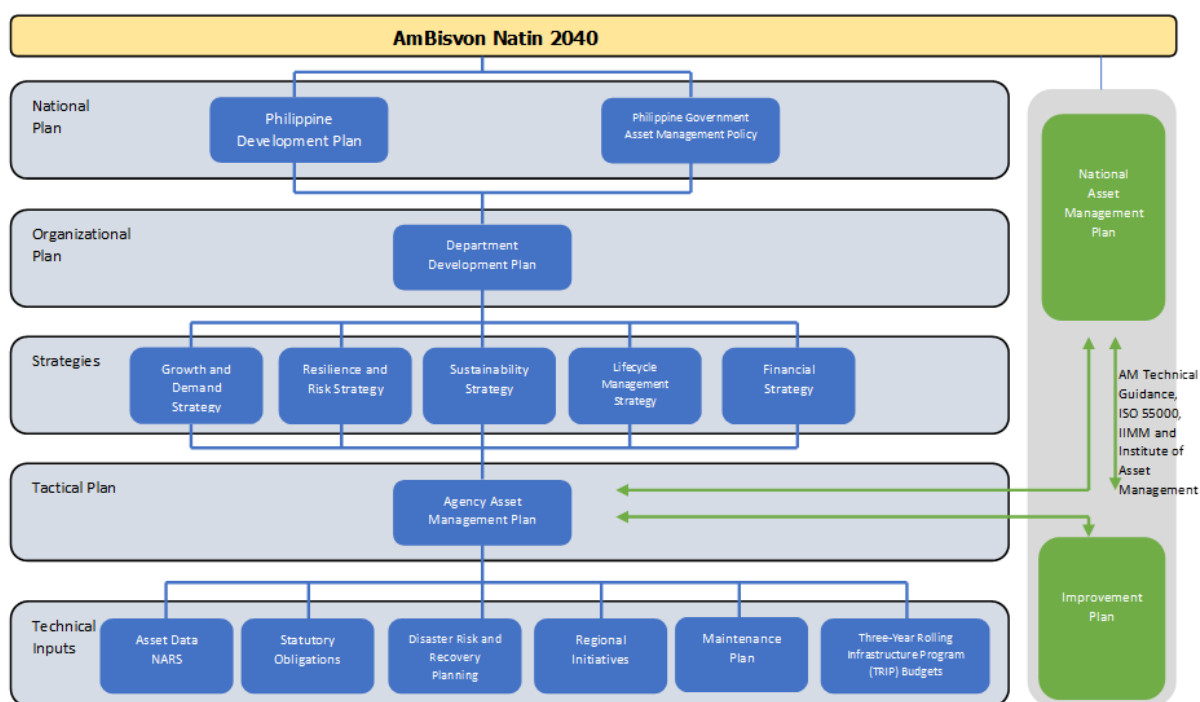 AmBisvon Natin 2040
National
Plan
Philippine
Development Plan
Philippine Government
Asset Management Policy
Organizational
Plan
Department
Development Plan
Strategies
Growth and
Demand
Strategy
Resilience and
Risk Strategy
Sustainability
Strategy
Lifecycle
Management
Strategy
Financial
Strategy
Tactical Plan
Agency Asset
Management Plan
Technical
Inputs
Asset Data
NARS
Statutory
Obligations
Disaster Risk and
Recovery
Planning
Regional
Initiatives
Maintenance
Plan
Three-Year Rolling
Infrastructure Program
(TRIP) Budgets
National
Asset
Management
Plan
AM Technical
Guidance,
ISO 55000,
IIMM and
Institute of
Asset
Management
Improvement
Plan